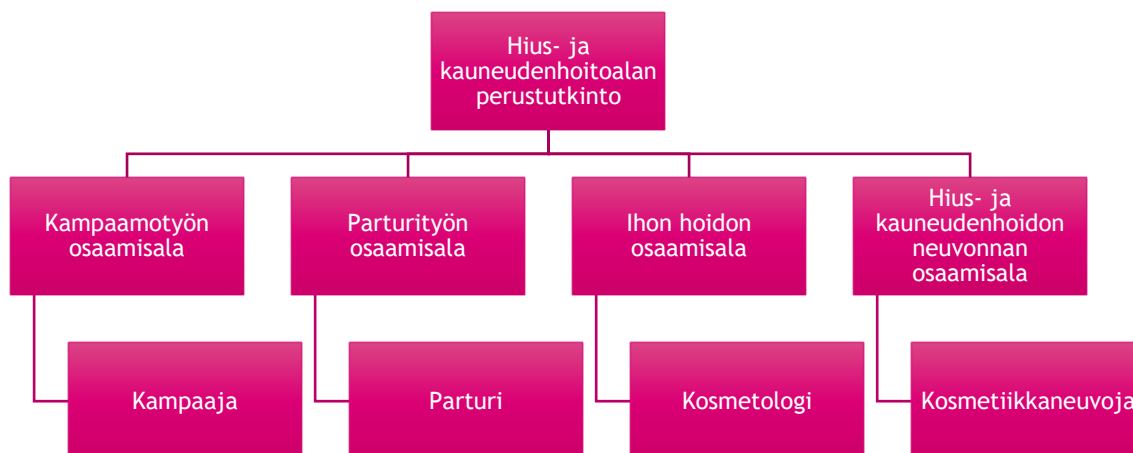 Hius- ja
kauneudenhoitoalan
perustutkinto
Kampaamotyön
osaamisala
Parturityön
osaamisala
Ihon hoidon
osaamisala
Hius- ja
kauneudenhoidon
neuvonnan
osaamisala
Kampaaja
Parturi
Kosmetologi
Kosmetiikkaneuvoja